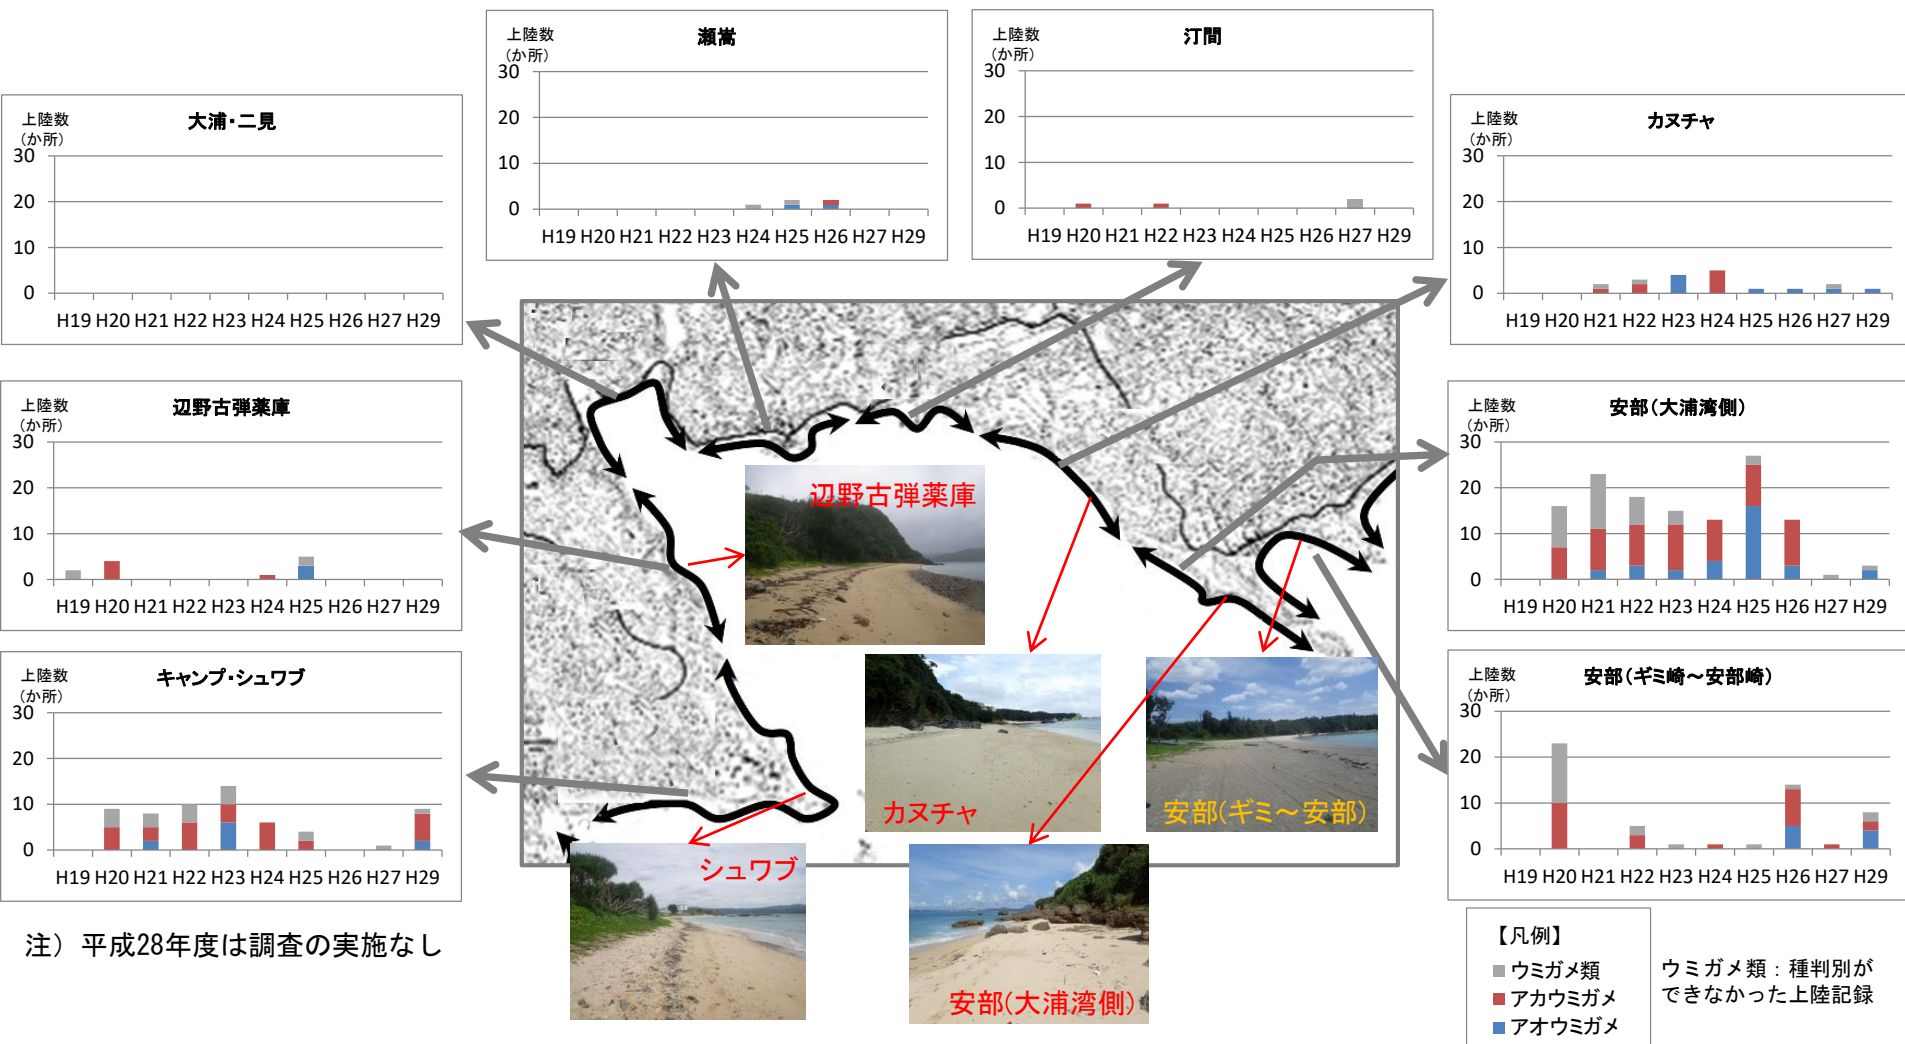 上陸数
(か所)
瀬嵩
30
20
10
0
H19 H20 H21 H22 H23 H24 H25 H26 H27 H29
上陸数
(か所)
汀間
30
20
10
0
H19 H20 H21 H22 H23 H24 H25 H26 H27 H29
上陸数
(か所)
大浦・二見
30
20
10
0
H19 H20 H21 H22 H23 H24 H25 H26 H27 H29
上陸数
(か所)
カヌチャ
30
20
10
0
H19 H20 H21 H22 H23 H24 H25 H26 H27 H29
上陸数
(か所)
辺野古弾薬庫
30
20
10
0
H19 H20 H21 H22 H23 H24 H25 H26 H27 H29
上陸数
(か所)
安部(大浦湾側)
30
20
10
0
H19 H20 H21 H22 H23 H24 H25 H26 H27 H29
上陸数
(か所)
キャンプ・シュワブ
30
20
10
0
H19 H20 H21 H22 H23 H24 H25 H26 H27 H29
上陸数
(か所)
安部(ギミ崎～安部崎)
30
20
10
0
H19 H20 H21 H22 H23 H24 H25 H26 H27 H29
辺野古弾薬庫
カヌチャ
安部(ギミ～安部)
シュワブ
安部(大浦湾側)
注）平成28年度は調査の実施なし
【凡例】
ウミガメ類
アカウミガメ
アオウミガメ
ウミガメ類：種判別が
できなかった上陸記録